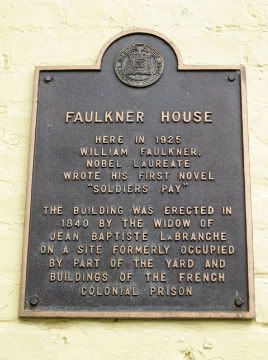 FAULKNER HOUSE
HERE IN 1925
WILLIAM FAULKNER,
NOBEL LAUREATE
WROTE HIS FIRST NOVEL
"SOLDIERS PAY"
THE BUILDING WAS ERECTED IN
1840 BY THE WIDOW OF
JEAN BAPTISTE LABRANCHE
ON A SITE FORMERLY OCCUPIED
BY PART OF THE YARD AND
BUILDINGS OF THE FRENCH
COLONIAL PRISON